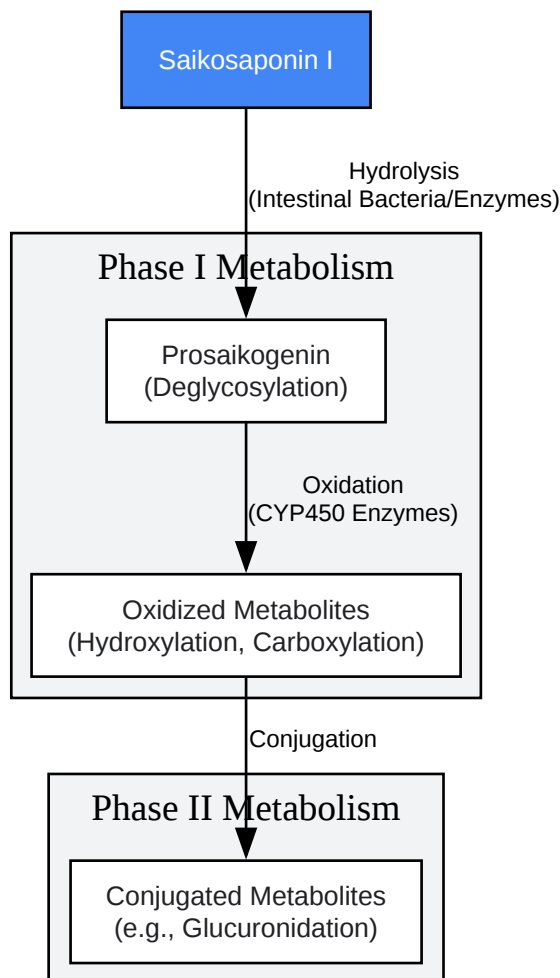 Saikosaponin I
Hydrolysis
(Intestinal Bacteria/Enzymes)
Phase I Metabolism
Prosaikogenin
(Deglycosylation)
Oxidation
(CYP450 Enzymes)
Oxidized Metabolites
(Hydroxylation, Carboxylation)
Conjugation
Phase II Metabolism
Conjugated Metabolites
(e.g., Glucuronidation)